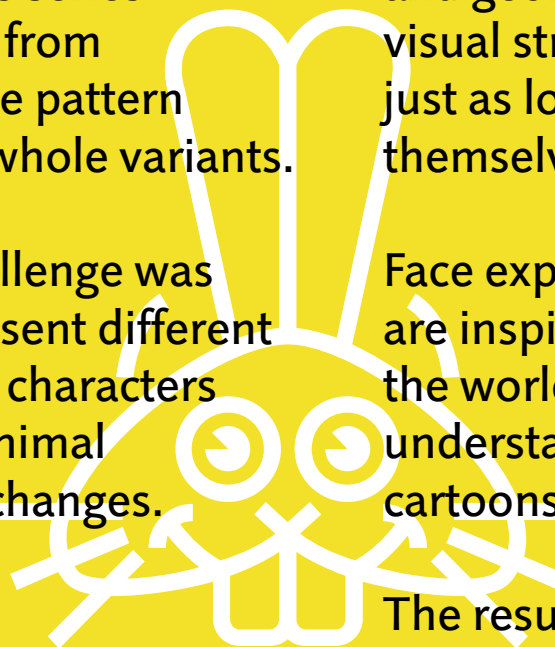 from
e pattern
whole variants.
llenge was
sent different
characters
nimal
changes.
visual str
just as lo
themselv
Face exp
are inspi
the world
understa
cartoons
The resu